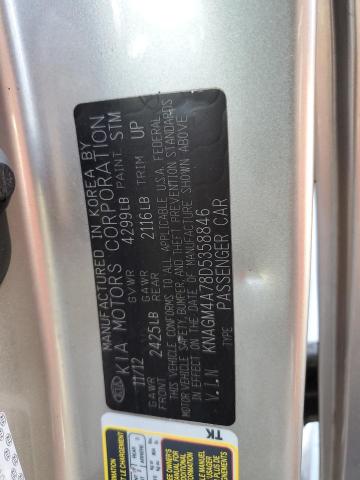 MANUFACTURED IN KOREA BY
KIA MOTORS CORPORATION
11/12 GVWR 4299LB PAINT STM
GAWR FRONT 2425LB GAWR REAR 2116LB TRIM UP
THIS VEHICLE CONFORMS TO ALL APPLICABLE U.S.A. FEDERAL
MOTOR VEHICLE SAFETY, BUMPER, AND THEFT PREVENTION STANDARDS
IN EFFECT ON THE DATE OF MANUFACTURE SHOWN ABOVE
V.I.N KNAGM4A78D5358846
TYPE PASSENGER CAR
TK